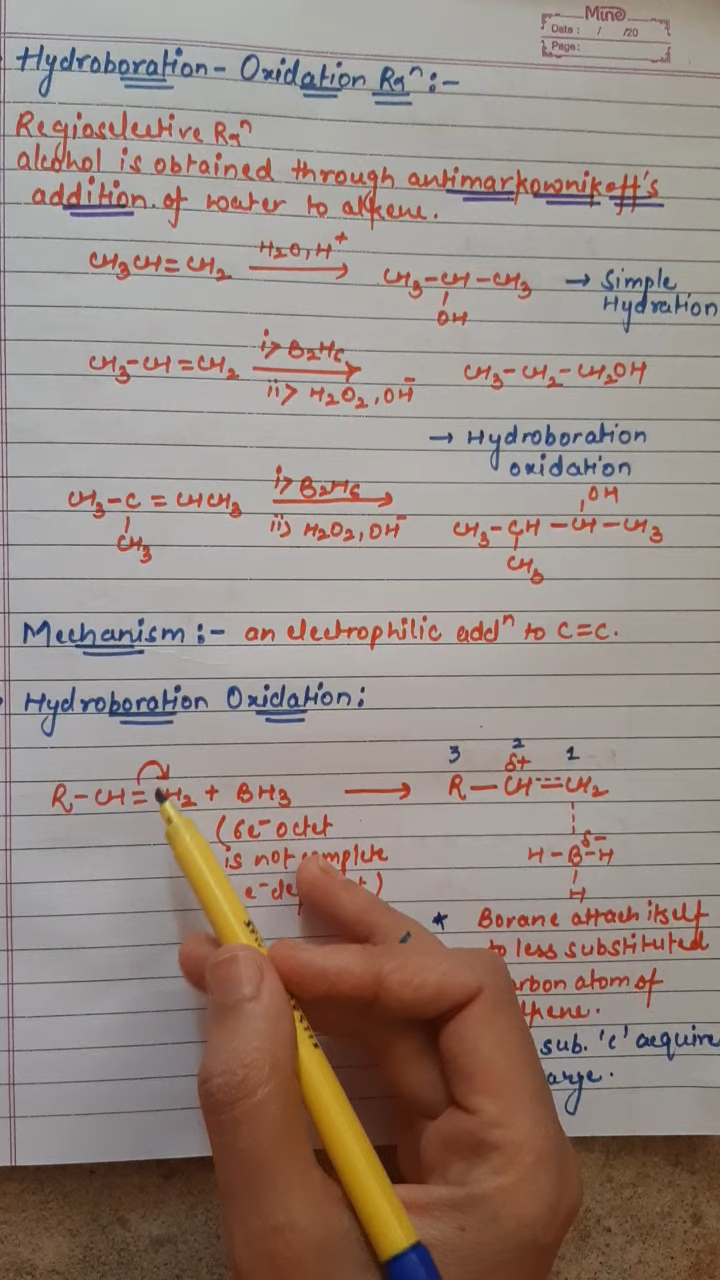 Mine
Date : / /20
Page:
Hydroboration - Oxidation Rxⁿ :-
Regioselective Rxⁿ
alcohol is obtained through antimarkownikoff's
addition of water to alkene.
CH3CH=CH2 H2O, H⁺ → CH3-CH-CH3 → Simple
OH Hydration
CH3-CH=CH2 i> B2H6 → CH3-CH2-CH2OH
ii> H2O2, OH⁻
→ Hydroboration
oxidation
CH3-C=CHCH3 i> B2H6 → CH3-CH-CH-CH3
CH3 ii> H2O2, OH⁻ CH3 OH
Mechanism :- an electrophilic addⁿ to C=C.
Hydroboration Oxidation :
3 2 1
δ+
R-CH=CH2 + BH3 → R-CH=CH2
(6e⁻ octet δ-
is not complete H-B-H
H
* Borane attach itself
to less substituted
atom of
sub. 'c' acquire